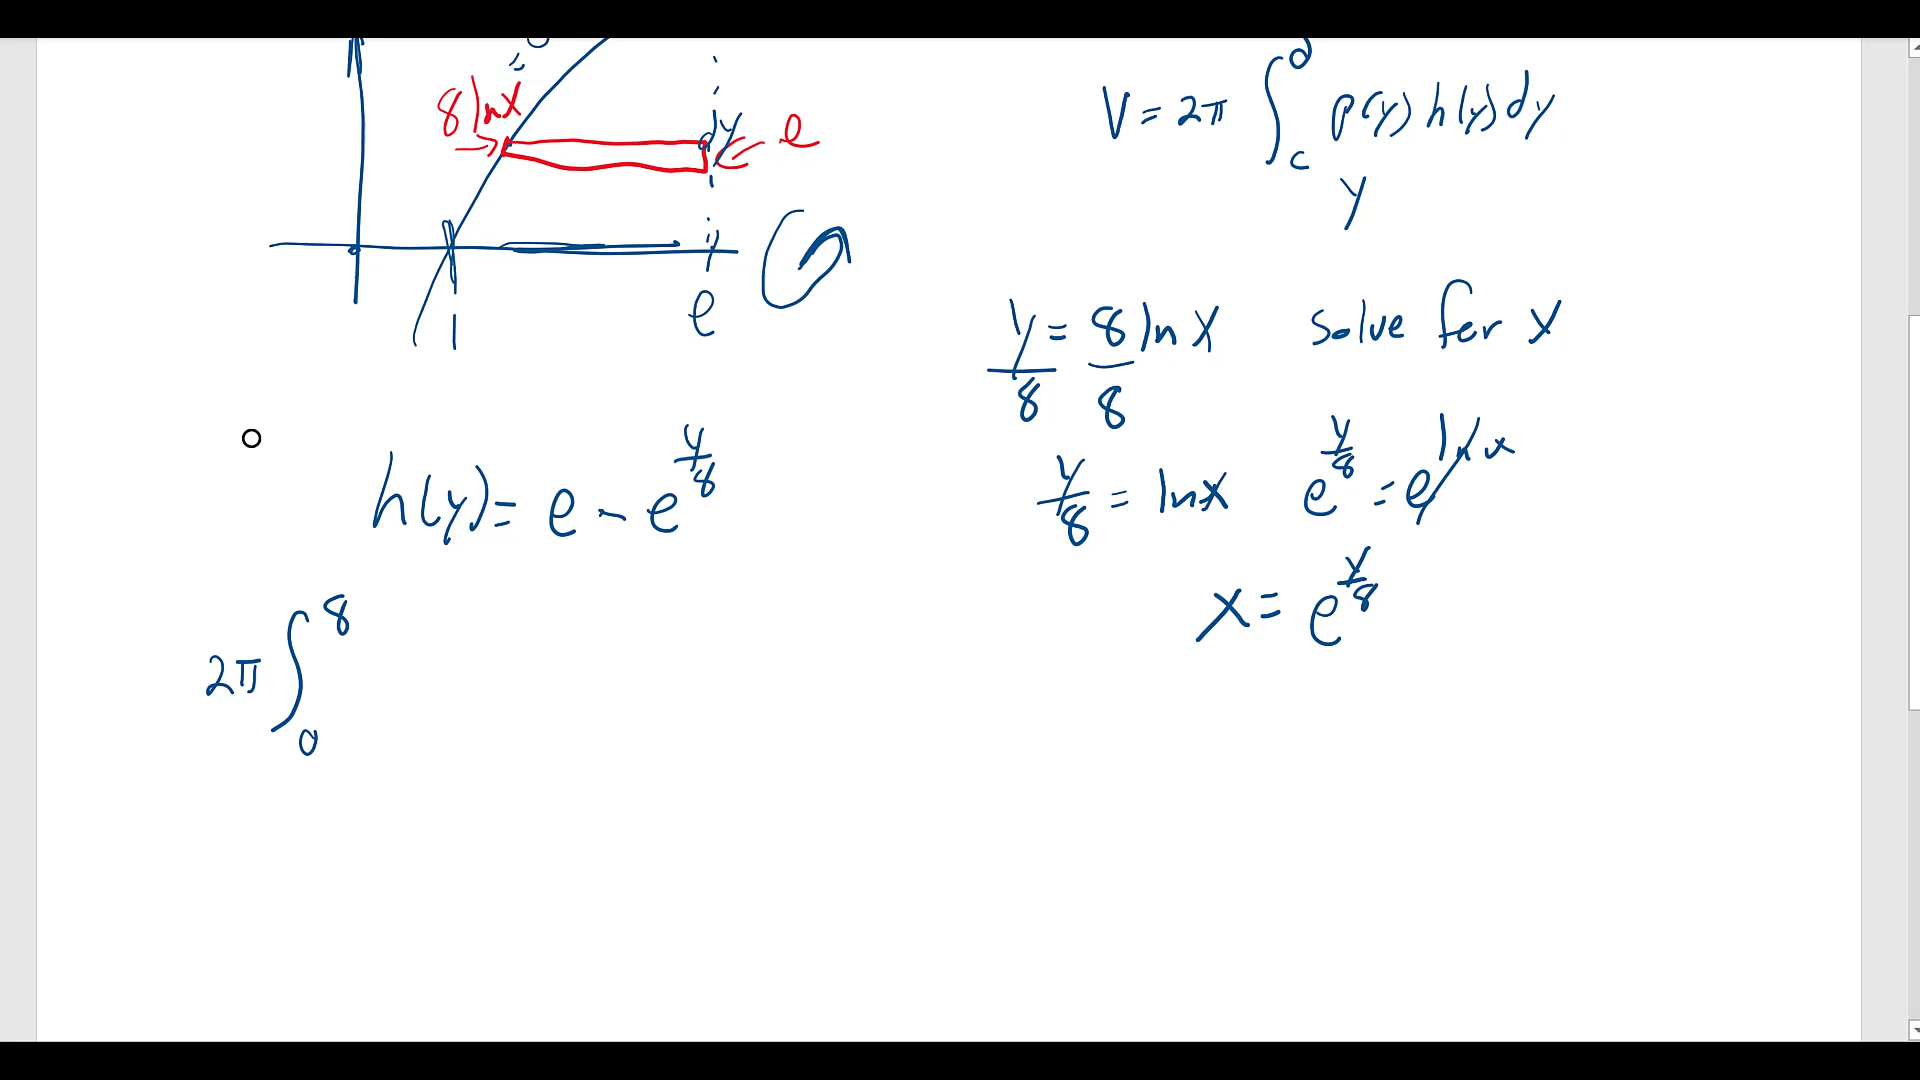 8 ln x
dy
e
1
e
V = 2π ∫_c^d p(y) h(y) dy
y
y = 8 ln x solve for x
8 8
y/8 = ln x e^(y/8) = e^(ln x)
x = e^(y/8)
h(y) = e - e^(y/8)
2π ∫_0^8